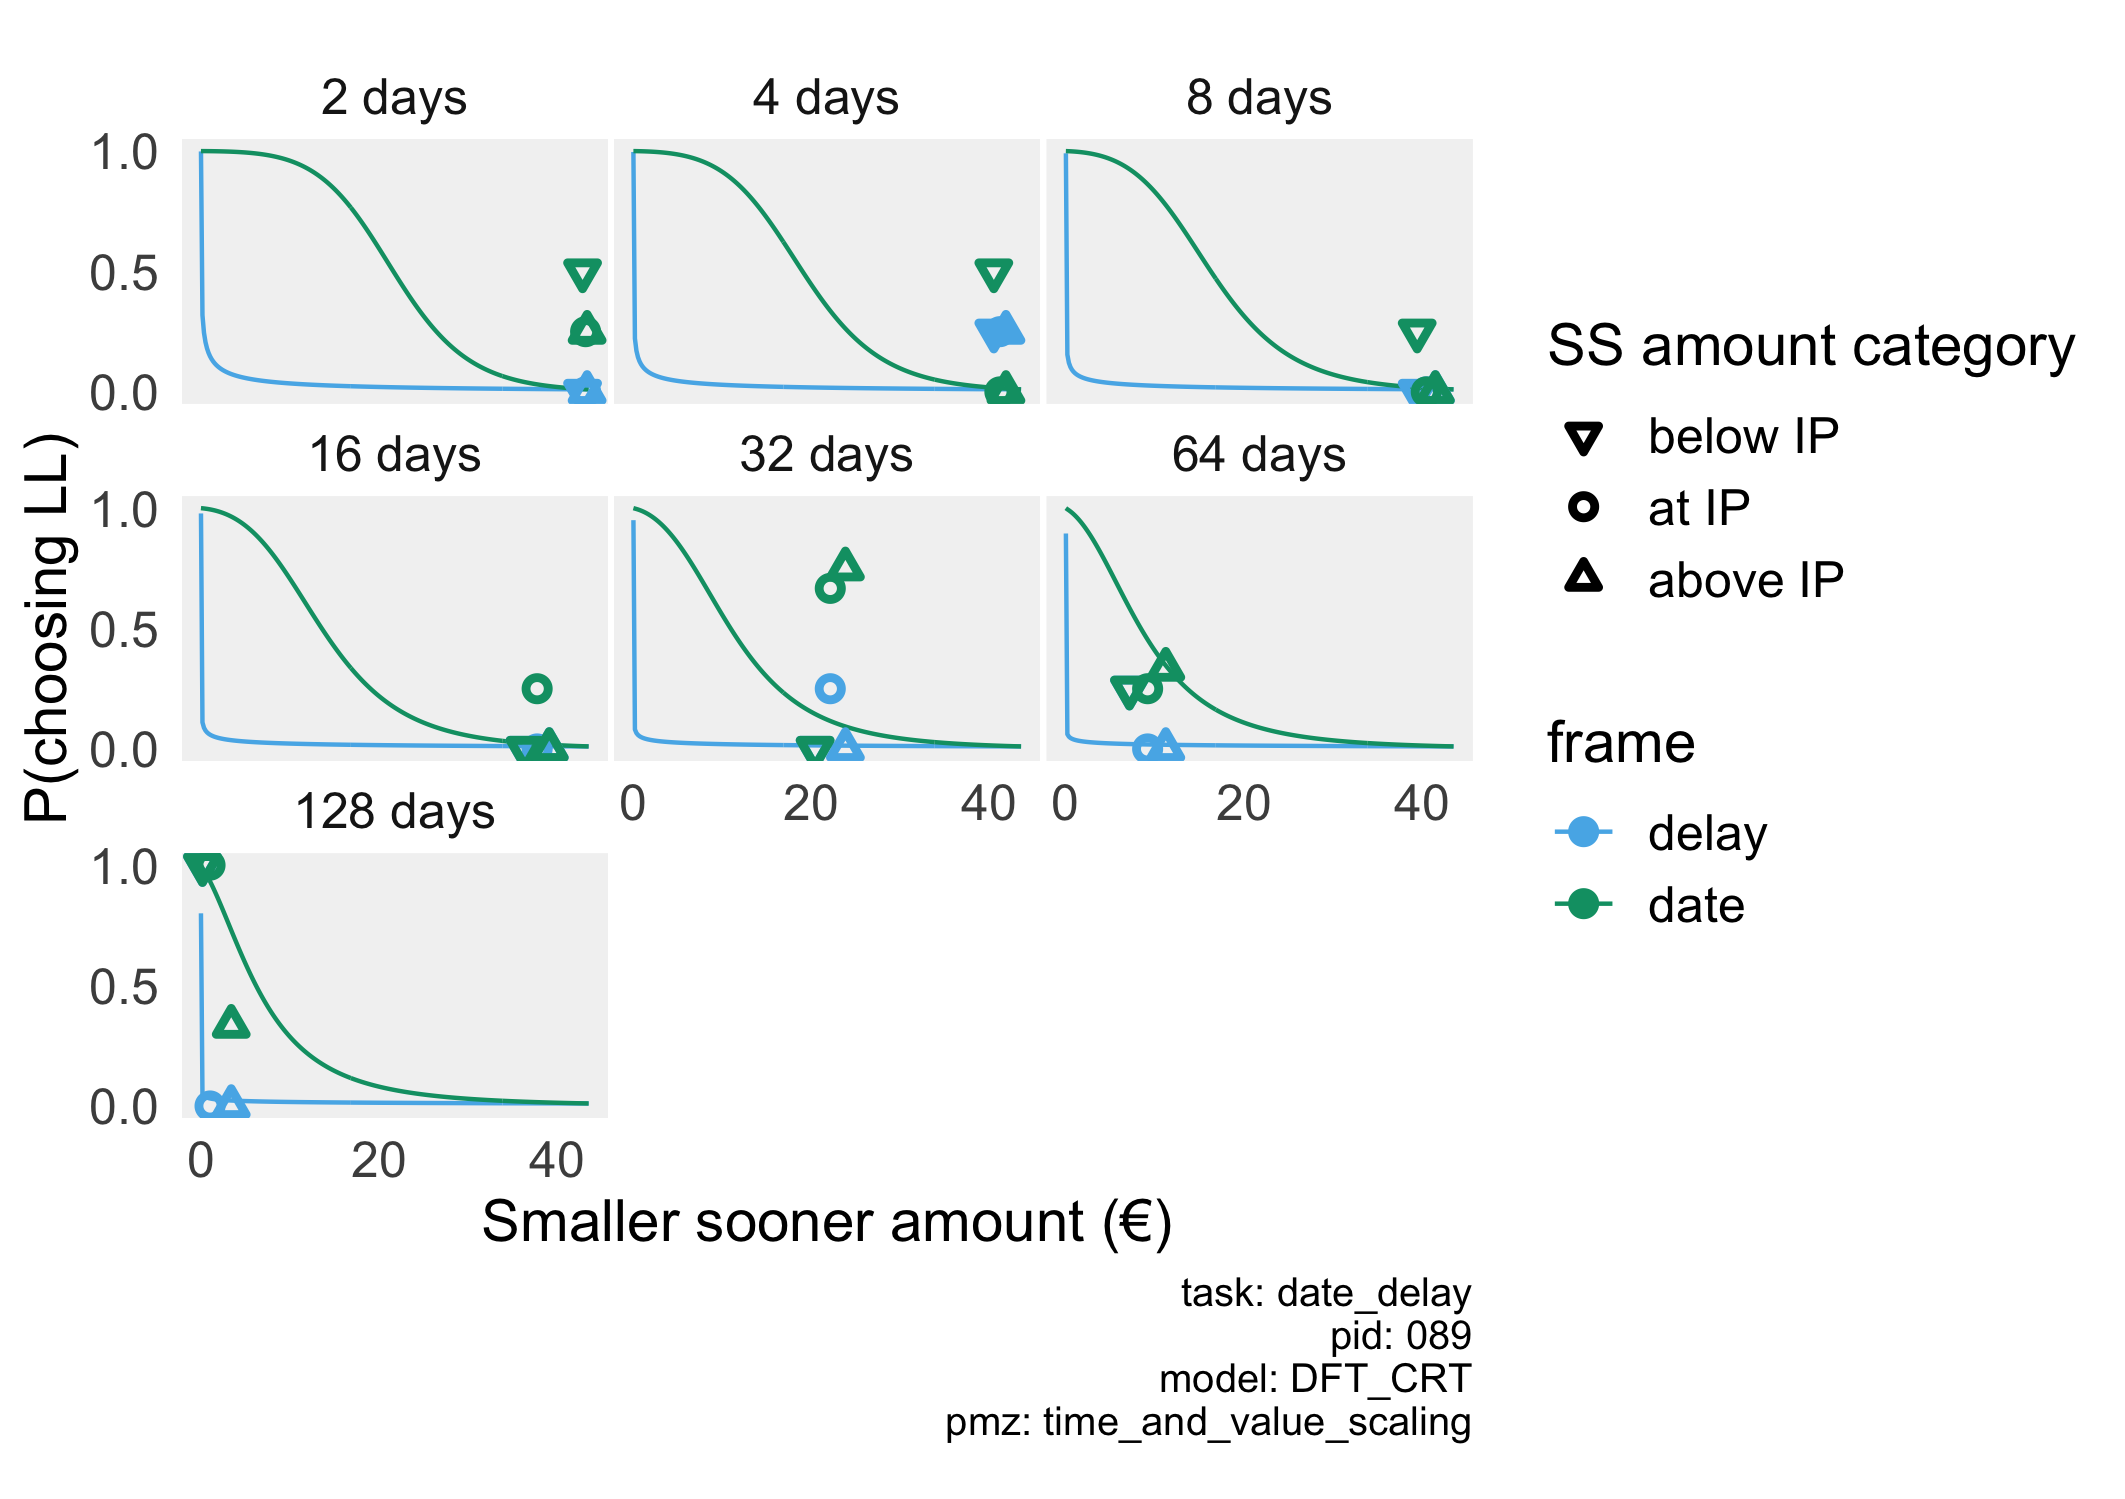 2 days
4 days
8 days
1.0
0.5
0.0
16 days
32 days
64 days
1.0
0.5
0.0
0
20
40
0
20
40
128 days
1.0
0.5
0.0
0
20
40
P(choosing LL)
Smaller sooner amount (€)
SS amount category
below IP
at IP
above IP
frame
delay
date
task: date_delay
pid: 089
model: DFT_CRT
pmz: time_and_value_scaling